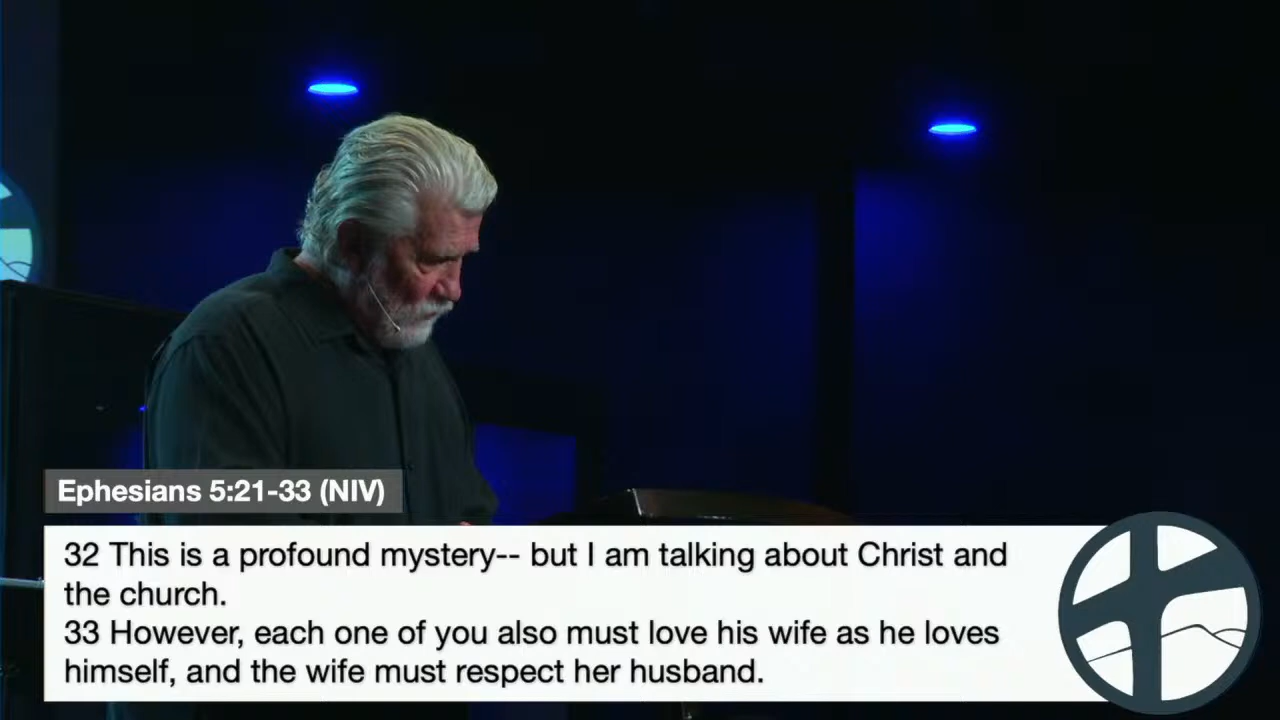 Ephesians 5:21-33 (NIV)
32 This is a profound mystery-- but I am talking about Christ and
the church.
33 However, each one of you also must love his wife as he loves
himself, and the wife must respect her husband.